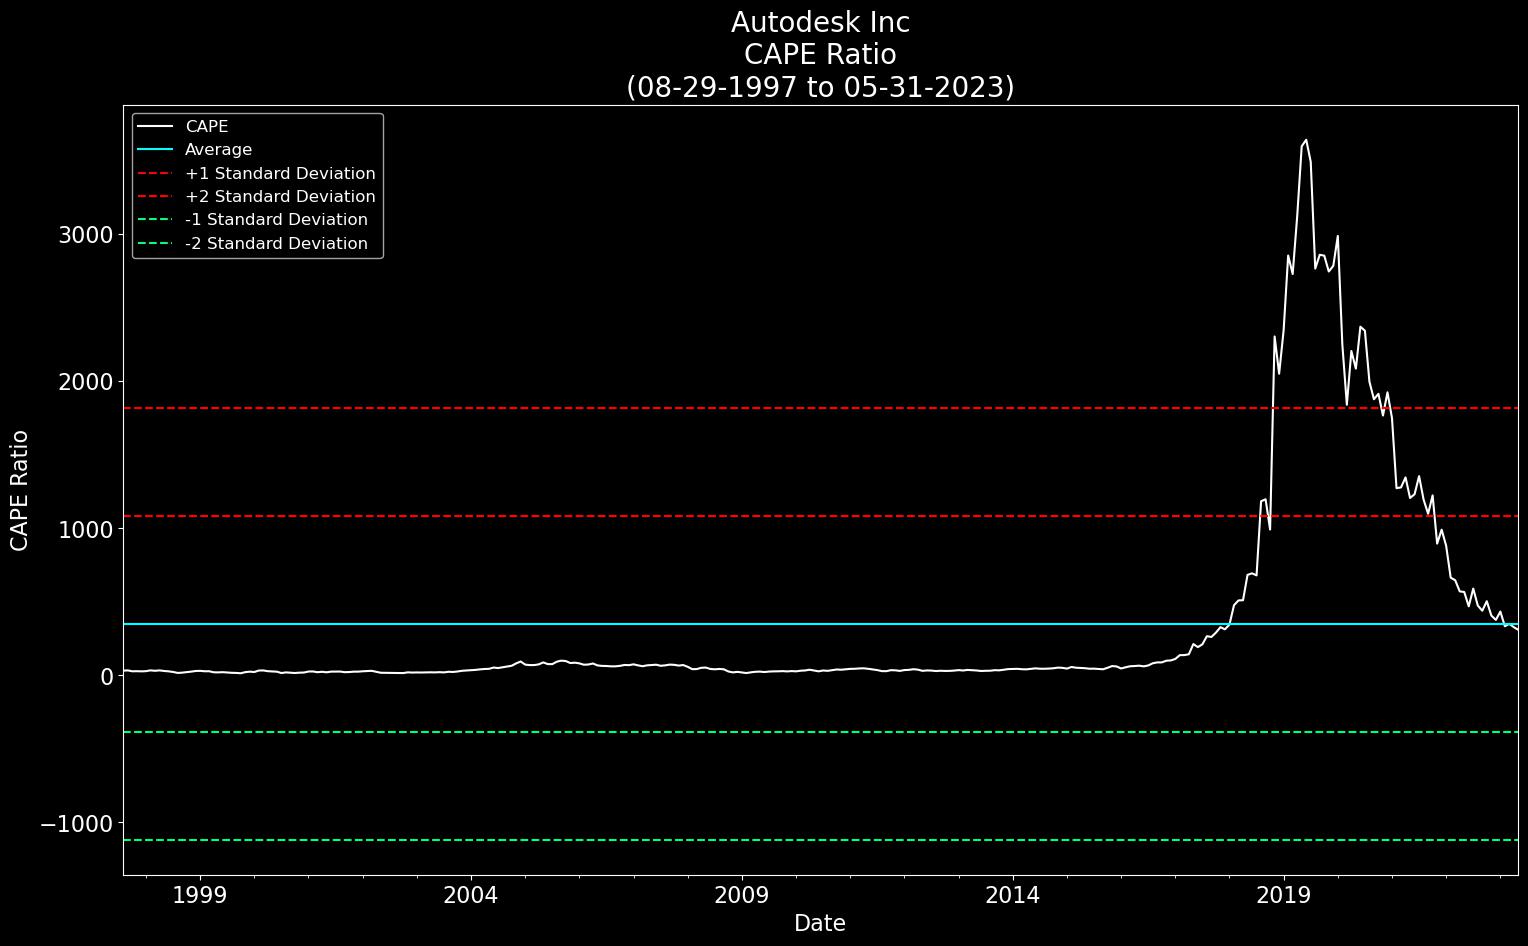 Autodesk Inc
CAPE Ratio
(08-29-1997 to 05-31-2023)
CAPE
Average
+1 Standard Deviation
+2 Standard Deviation
-1 Standard Deviation
-2 Standard Deviation
CAPE Ratio
3000
2000
1000
0
−1000
1999 2004 2009 2014 2019
Date